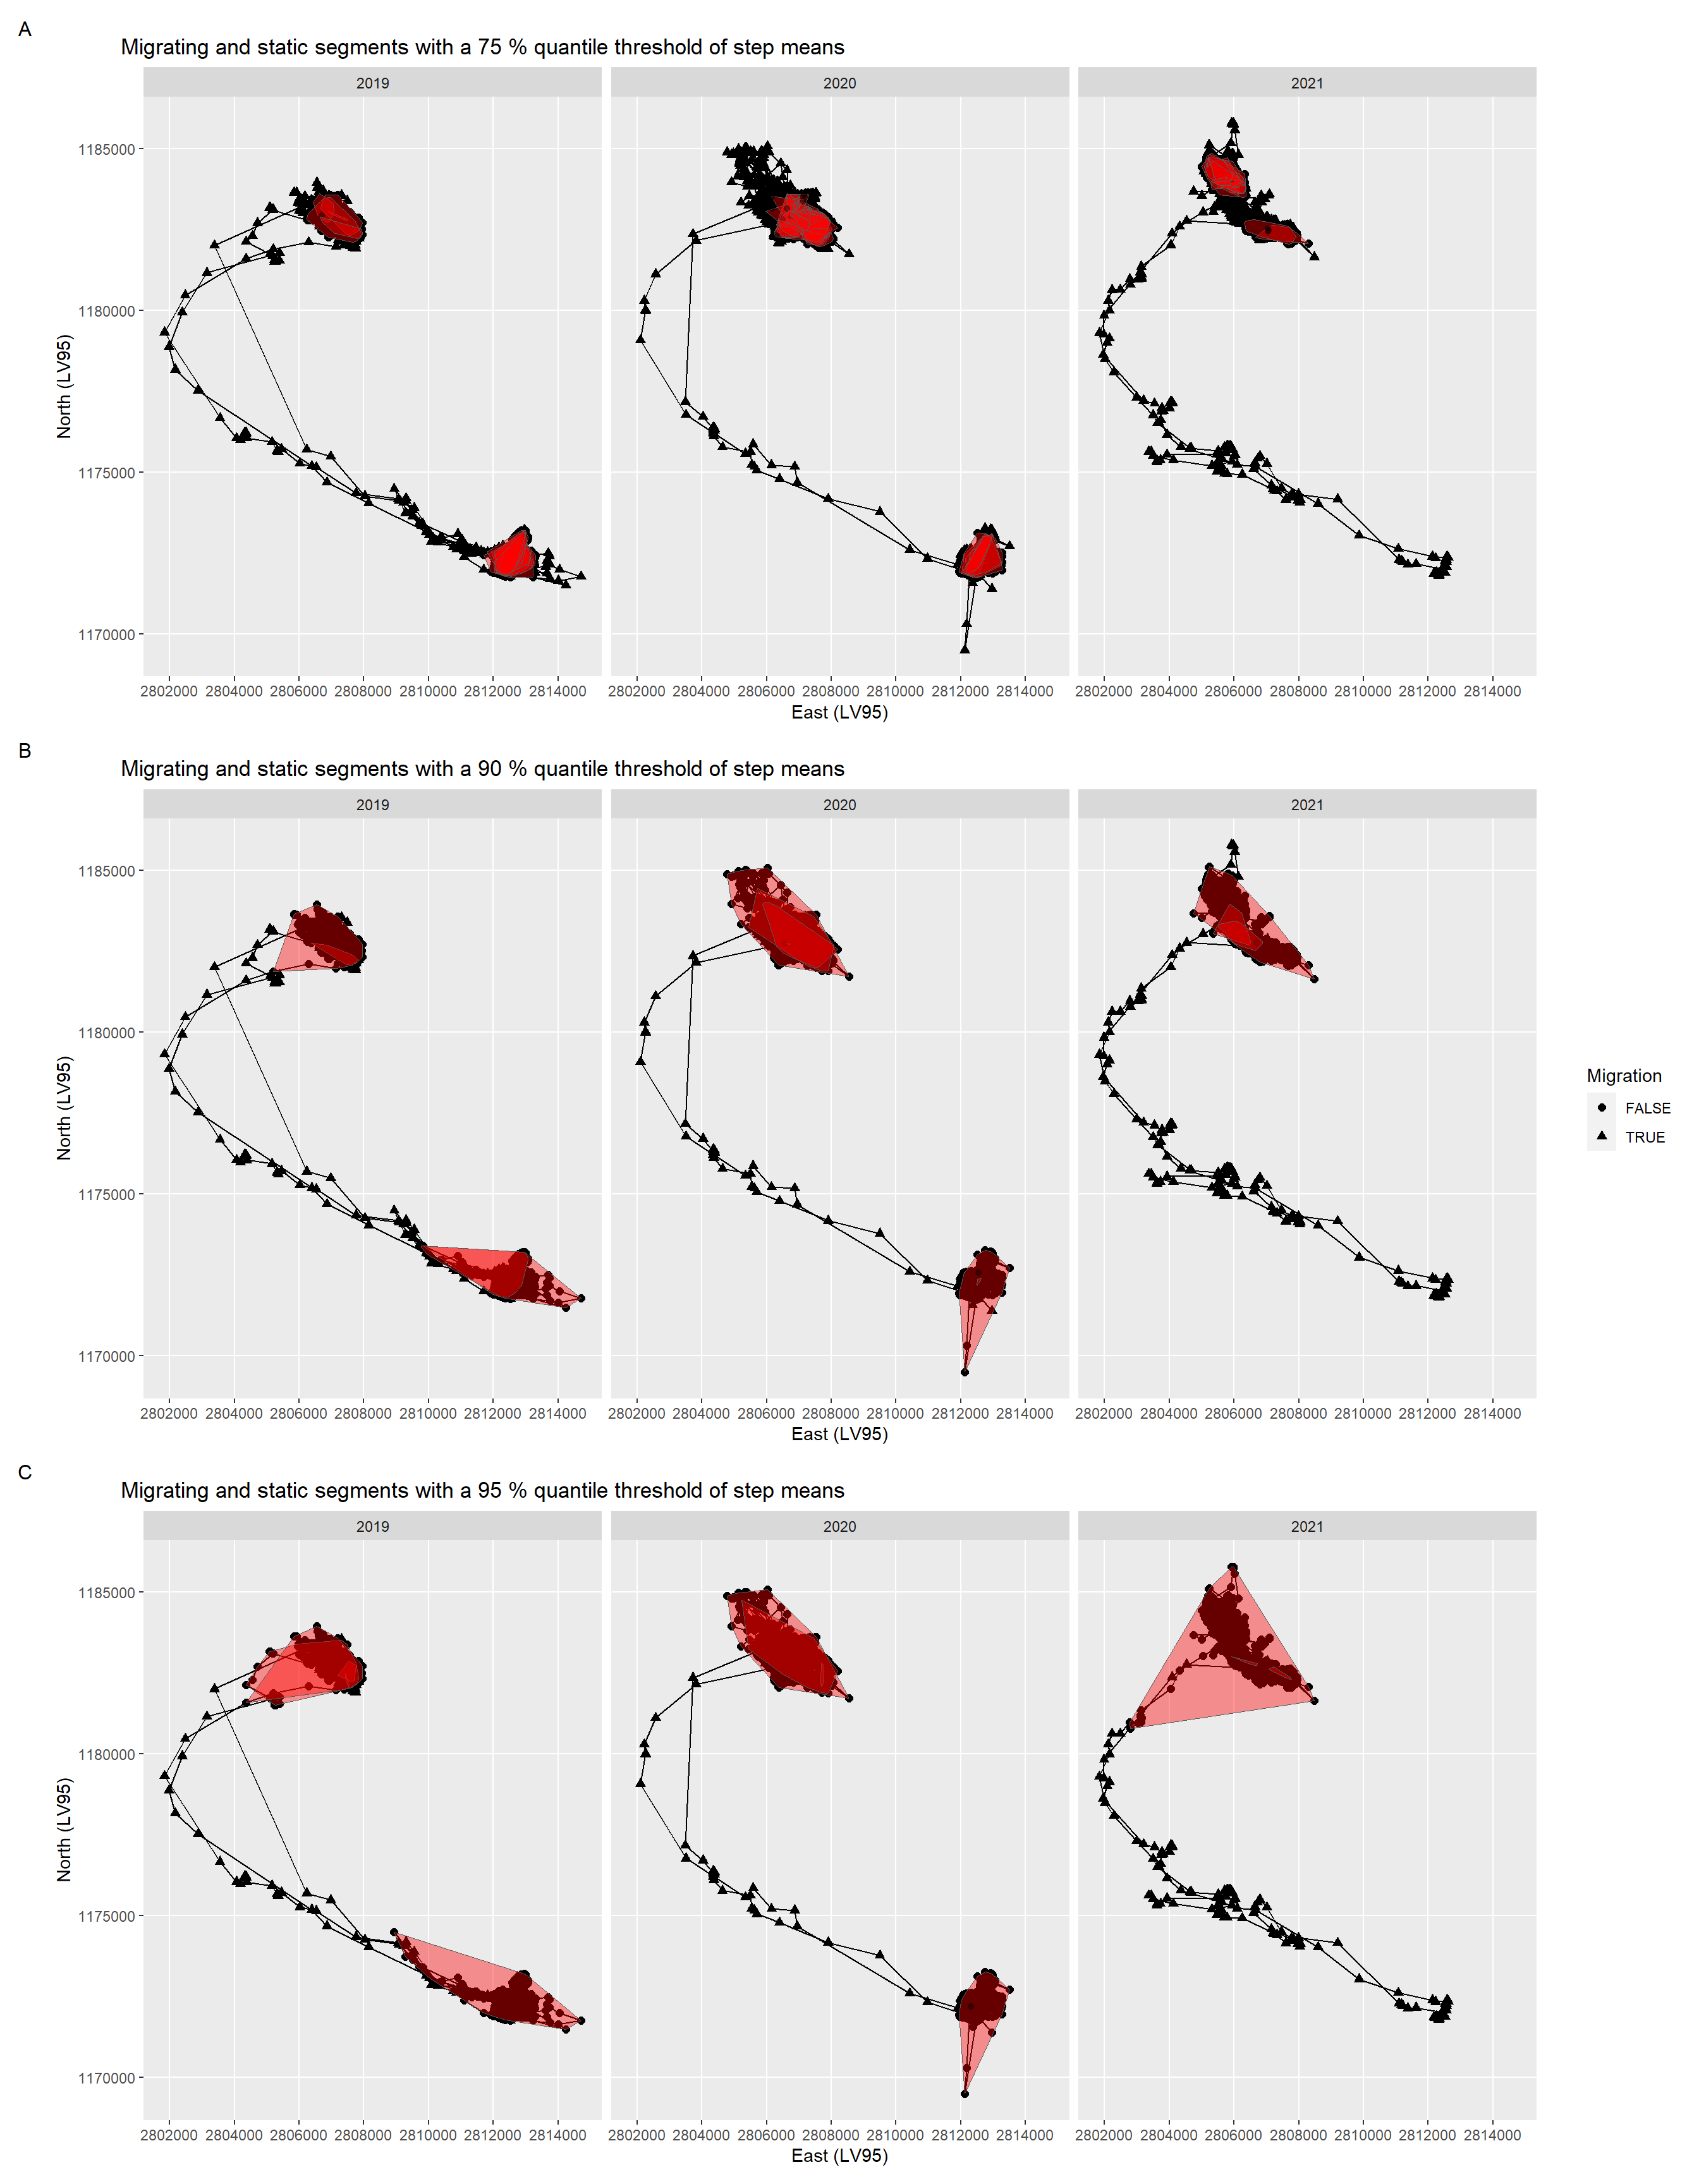 A
Migrating and static segments with a 75 % quantile threshold of step means
2019 2020 2021
1185000
1180000
1175000
1170000
North (LV95)
2802000 2804000 2806000 2808000 2810000 2812000 2814000 2802000 2804000 2806000 2808000 2810000 2812000 2814000 2802000 2804000 2806000 2808000 2810000 2812000 2814000
East (LV95)
B
Migrating and static segments with a 90 % quantile threshold of step means
2019 2020 2021
1185000
1180000
1175000
1170000
North (LV95)
2802000 2804000 2806000 2808000 2810000 2812000 2814000 2802000 2804000 2806000 2808000 2810000 2812000 2814000 2802000 2804000 2806000 2808000 2810000 2812000 2814000
East (LV95)
Migration
FALSE
TRUE
C
Migrating and static segments with a 95 % quantile threshold of step means
2019 2020 2021
1185000
1180000
1175000
1170000
North (LV95)
2802000 2804000 2806000 2808000 2810000 2812000 2814000 2802000 2804000 2806000 2808000 2810000 2812000 2814000 2802000 2804000 2806000 2808000 2810000 2812000 2814000
East (LV95)